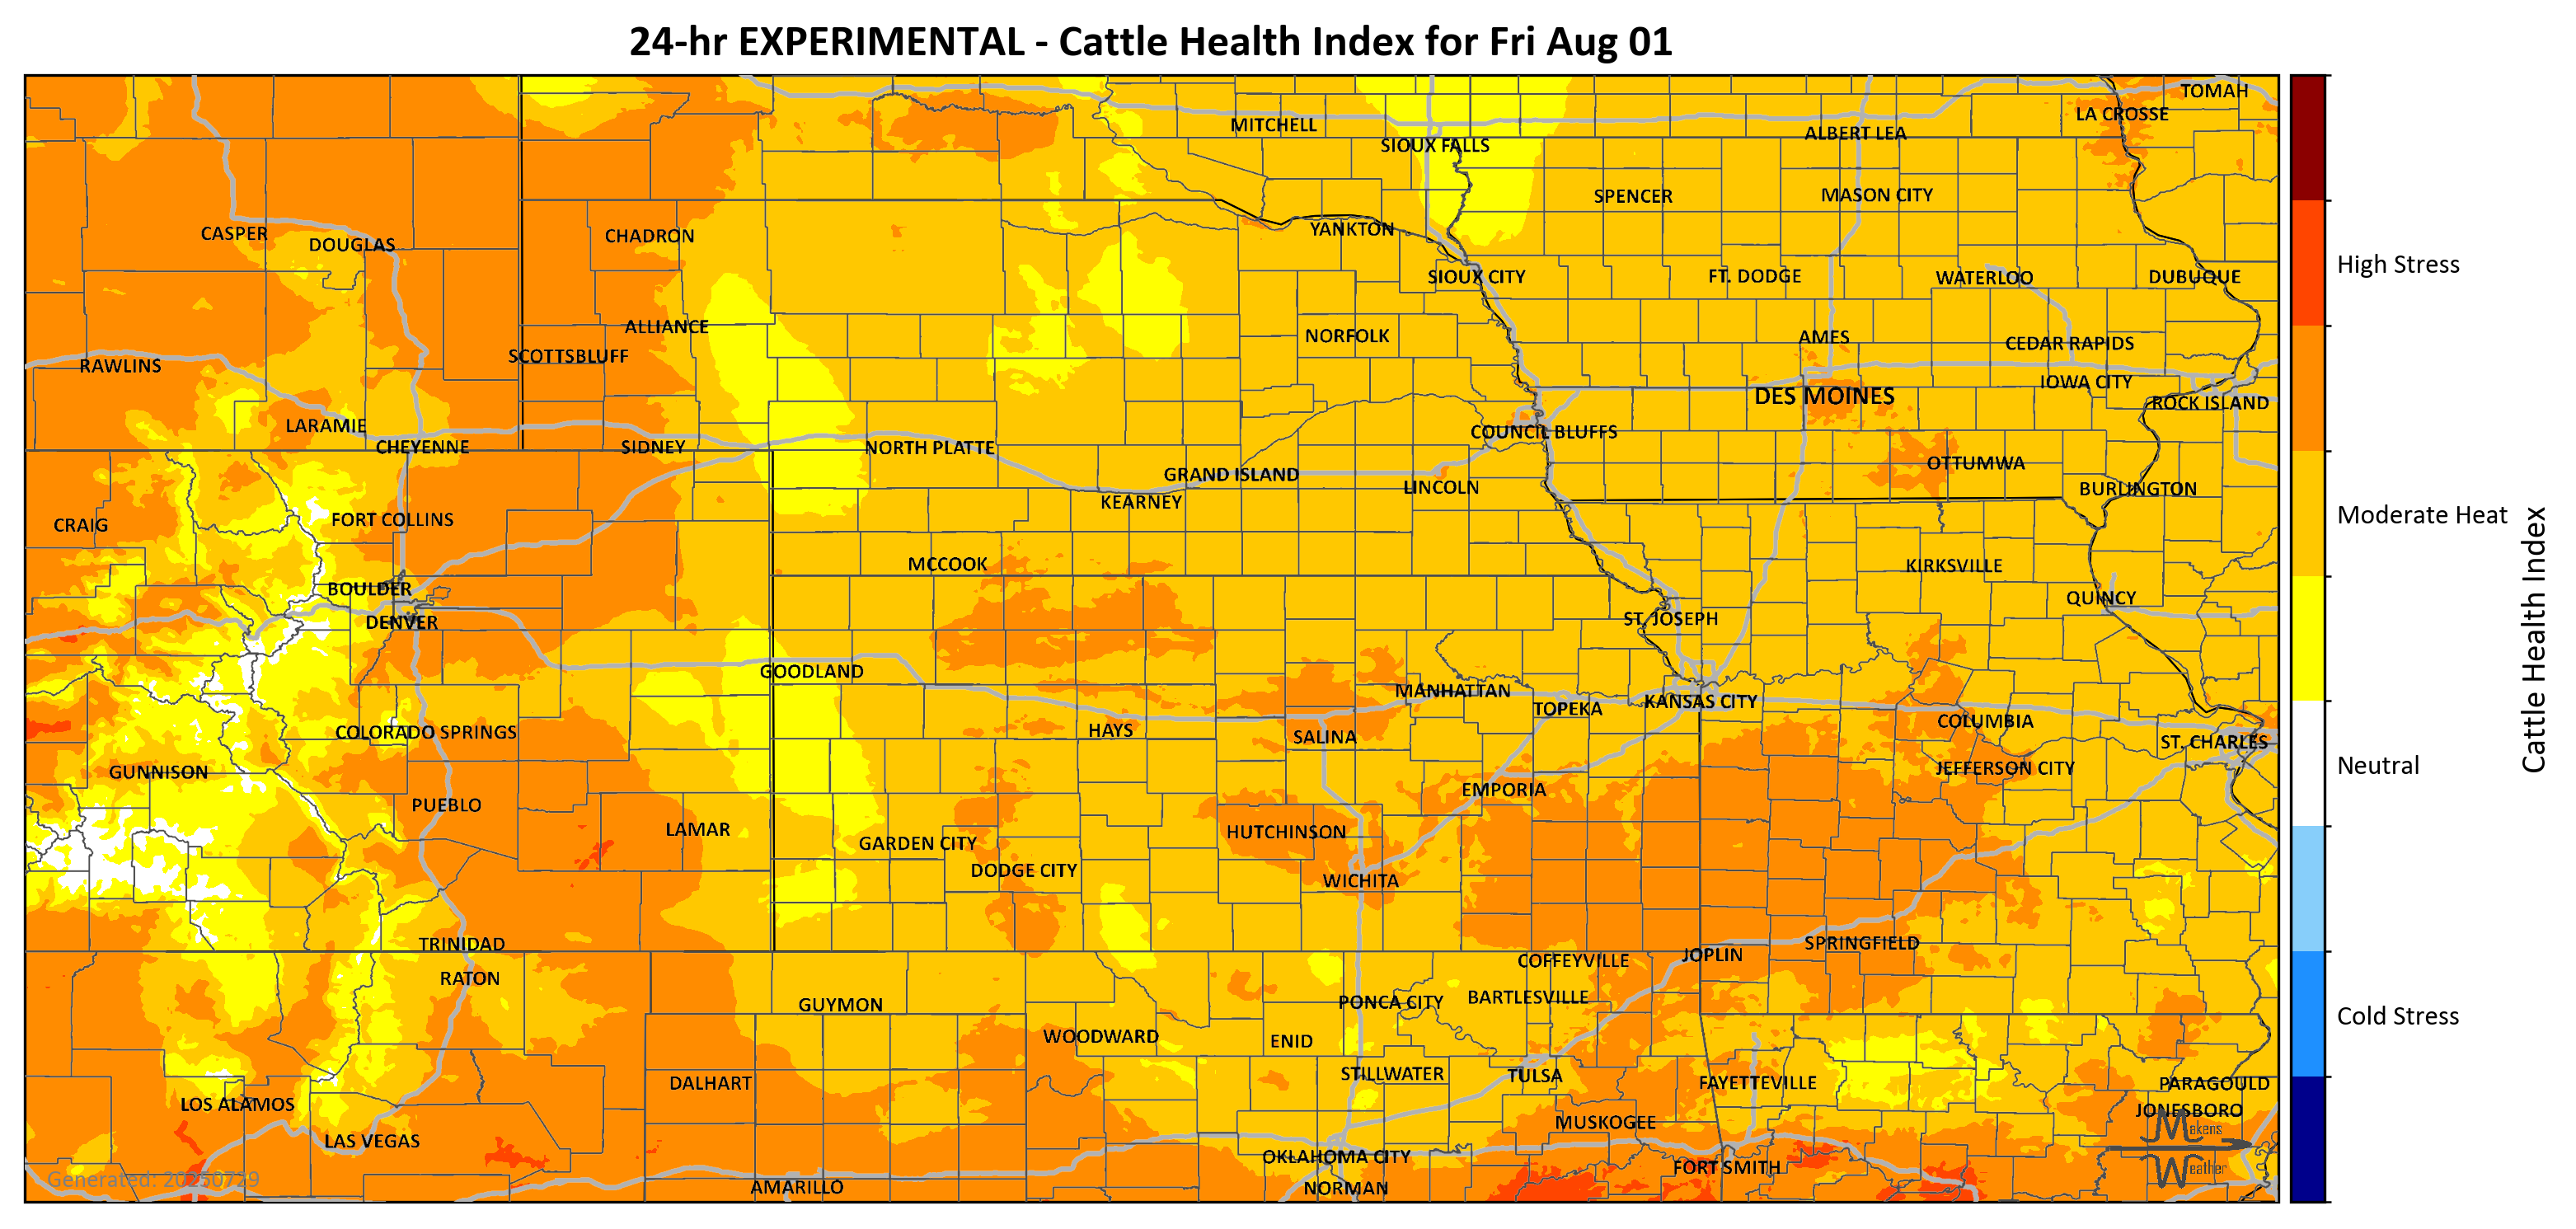 24-hr EXPERIMENTAL - Cattle Health Index for Fri Aug 01
TOMAH
LA CROSSE
MITCHELL
ALBERT LEA
SIOUX FALLS
SPENCER
MASON CITY
CASPER
DOUGLAS
CHADRON
YANKTON
SIOUX CITY
FT. DODGE
WATERLOO
DUBUQUE
High Stress
ALLIANCE
NORFOLK
AMES
CEDAR RAPIDS
SCOTTSBLUFF
RAWLINS
IOWA CITY
DES MOINES
ROCK ISLAND
LARAMIE
COUNCIL BLUFFS
CHEYENNE
SIDNEY
NORTH PLATTE
OTTUMWA
GRAND ISLAND
LINCOLN
BURLINGTON
KEARNEY
Moderate Heat
CRAIG
FORT COLLINS
MCCOOK
KIRKSVILLE
BOULDER
QUINCY
DENVER
ST. JOSEPH
Cattle Health Index
GOODLAND
MANHATTAN
KANSAS CITY
TOPEKA
COLUMBIA
COLORADO SPRINGS
HAYS
SALINA
ST. CHARLES
GUNNISON
JEFFERSON CITY
Neutral
EMPORIA
PUEBLO
LAMAR
HUTCHINSON
GARDEN CITY
DODGE CITY
WICHITA
TRINIDAD
SPRINGFIELD
JOPLIN
COFFEYVILLE
RATON
GUYMON
PONCA CITY
BARTLESVILLE
Cold Stress
WOODWARD
ENID
STILLWATER
TULSA
DALHART
FAYETTEVILLE
PARAGOULD
LOS ALAMOS
JONESBORO
MUSKOGEE
Makens
LAS VEGAS
OKLAHOMA CITY
FORT SMITH
Weather
Generated: 20250729
AMARILLO
NORMAN